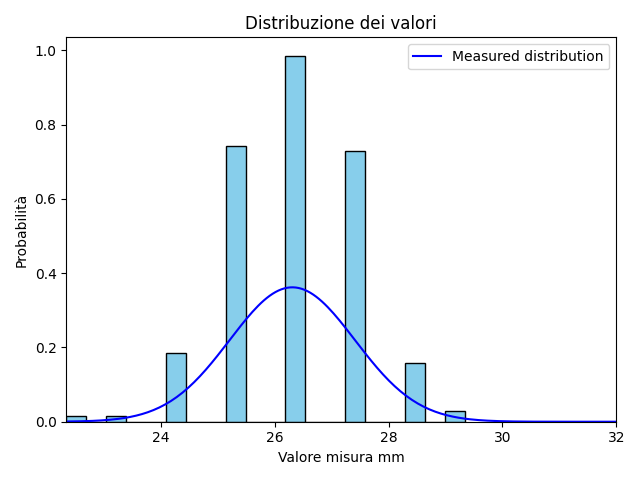 Distribuzione dei valori
Measured distribution
Probabilità
1.0
0.8
0.6
0.4
0.2
0.0
24
26
28
30
32
Valore misura mm